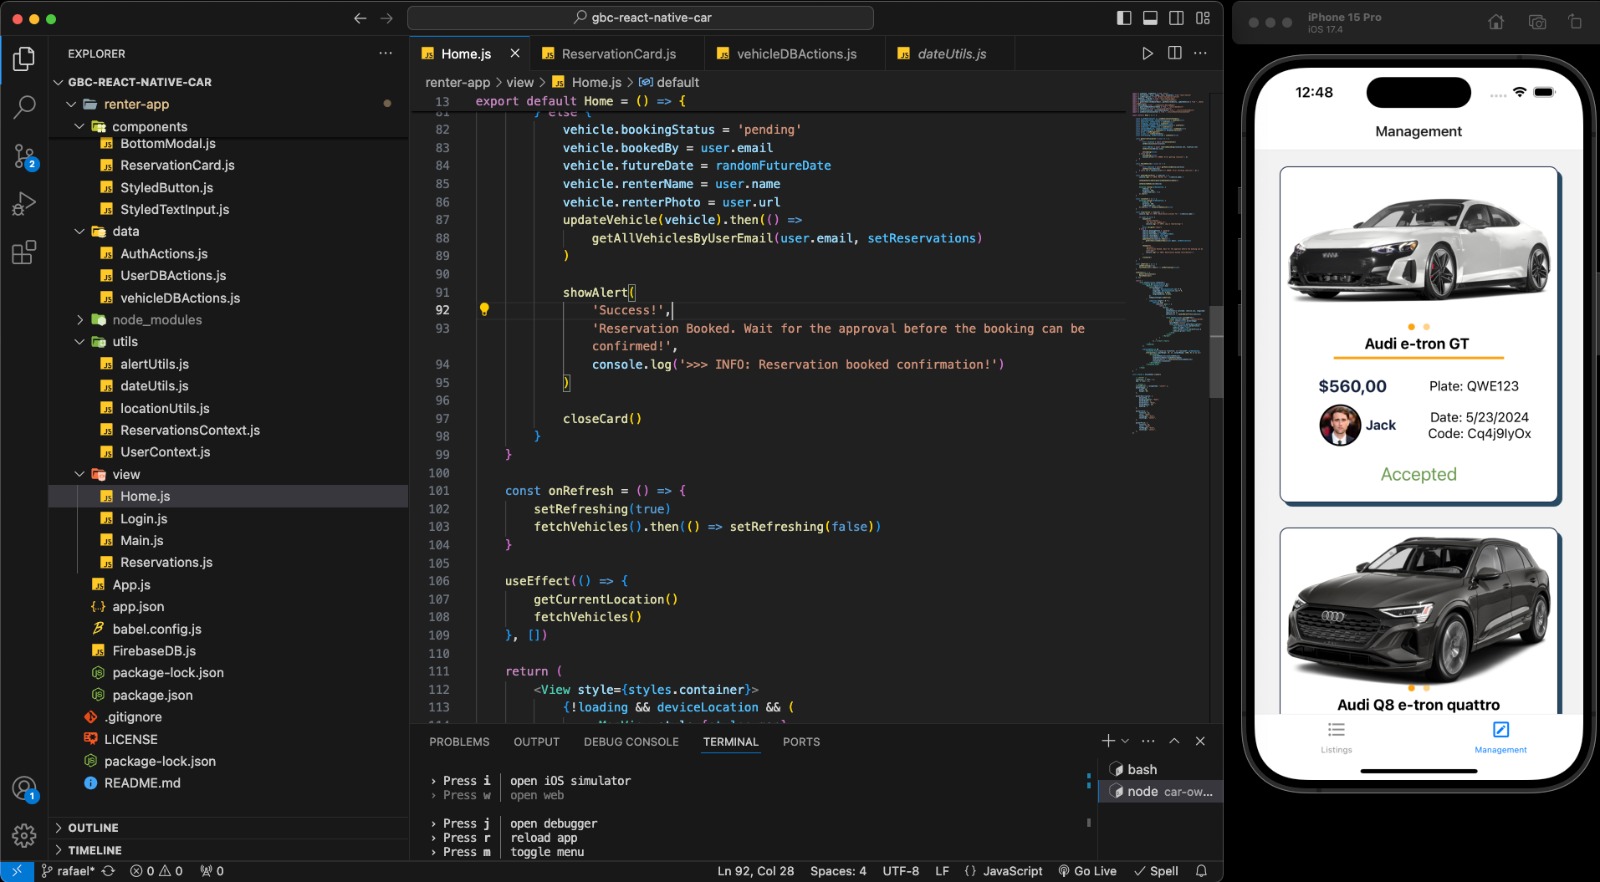 gbc-react-native-car
EXPLORER
GBC-REACT-NATIVE-CAR
renter-app
components
BottomModal.js
ReservationCard.js
StyledButton.js
StyledTextInput.js
data
AuthActions.js
UserDBActions.js
vehicleDBActions.js
node_modules
utils
alertUtils.js
dateUtils.js
locationUtils.js
ReservationsContext.js
UserContext.js
view
Home.js
Login.js
Main.js
Reservations.js
App.js
app.json
babel.config.js
FirebaseDB.js
package-lock.json
package.json
.gitignore
LICENSE
package-lock.json
README.md
OUTLINE
TIMELINE
2
1
Home.js
ReservationCard.js
vehicleDBActions.js
dateUtils.js
renter-app > view > Home.js > default
13 export default Home = () => {
81 } else {
82 vehicle.bookingStatus = 'pending'
83 vehicle.bookedBy = user.email
84 vehicle.futureDate = randomFutureDate
85 vehicle.renterName = user.name
86 vehicle.renterPhoto = user.url
87 updateVehicle(vehicle).then(() =>
88 getAllVehiclesByUserEmail(user.email, setReservations)
89 )
90
91 showAlert(
92 'Success!',
93 'Reservation Booked. Wait for the approval before the booking can be
confirmed!',
94 console.log('>>> INFO: Reservation booked confirmation!')
95 )
96
97 closeCard()
98 }
99 }
100
101 const onRefresh = () => {
102 setRefreshing(true)
103 fetchVehicles().then(() => setRefreshing(false))
104 }
105
106 useEffect(() => {
107 getCurrentLocation()
108 fetchVehicles()
109 }, [])
110
111 return (
112 <View style={styles.container}>
113 {!loading && deviceLocation && (
PROBLEMS OUTPUT DEBUG CONSOLE TERMINAL PORTS
› Press i │ open iOS simulator
› Press w │ open web
› Press j │ open debugger
› Press r │ reload app
› Press m │ toggle menu
bash
node car-ow...
rafael* 0 0 0 Ln 92, Col 28 Spaces: 4 UTF-8 LF {} JavaScript Go Live Spell
iPhone 15 Pro
iOS 17.4
12:48
Management
Audi e-tron GT
$560,00
Plate: QWE123
Jack
Date: 5/23/2024
Code: Cq4j9IyOx
Accepted
Audi Q8 e-tron quattro
Listings
Management